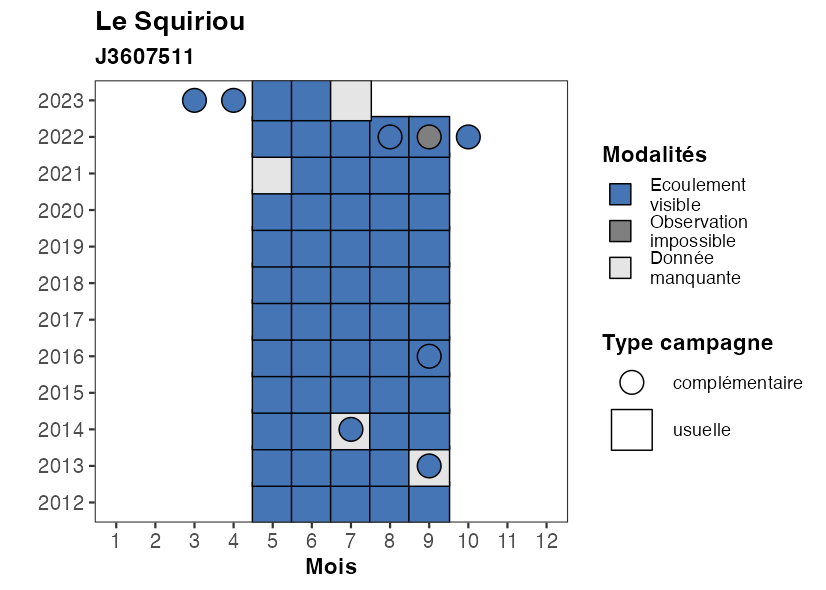 Le Squiriou
J3607511
2023
2022
2021
2020
2019
2018
2017
2016
2015
2014
2013
2012
1 2 3 4 5 6 7 8 9 10 11 12
Mois
Modalités
Ecoulement
visible
Observation
impossible
Donnée
manquante
Type campagne
complémentaire
usuelle